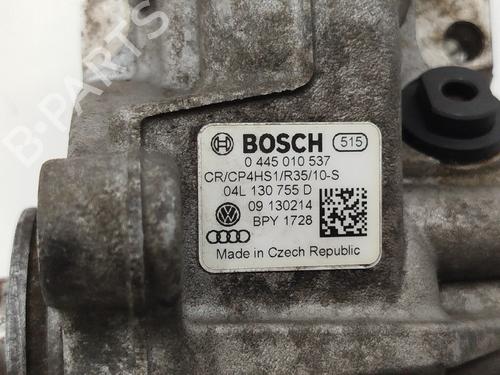 B-PARTS
BOSCH 515
0 445 010 537
CR/CP4HS1/R35/10-S
04L 130 755 D
09 130214
BPY 1728
Made in Czech Republic